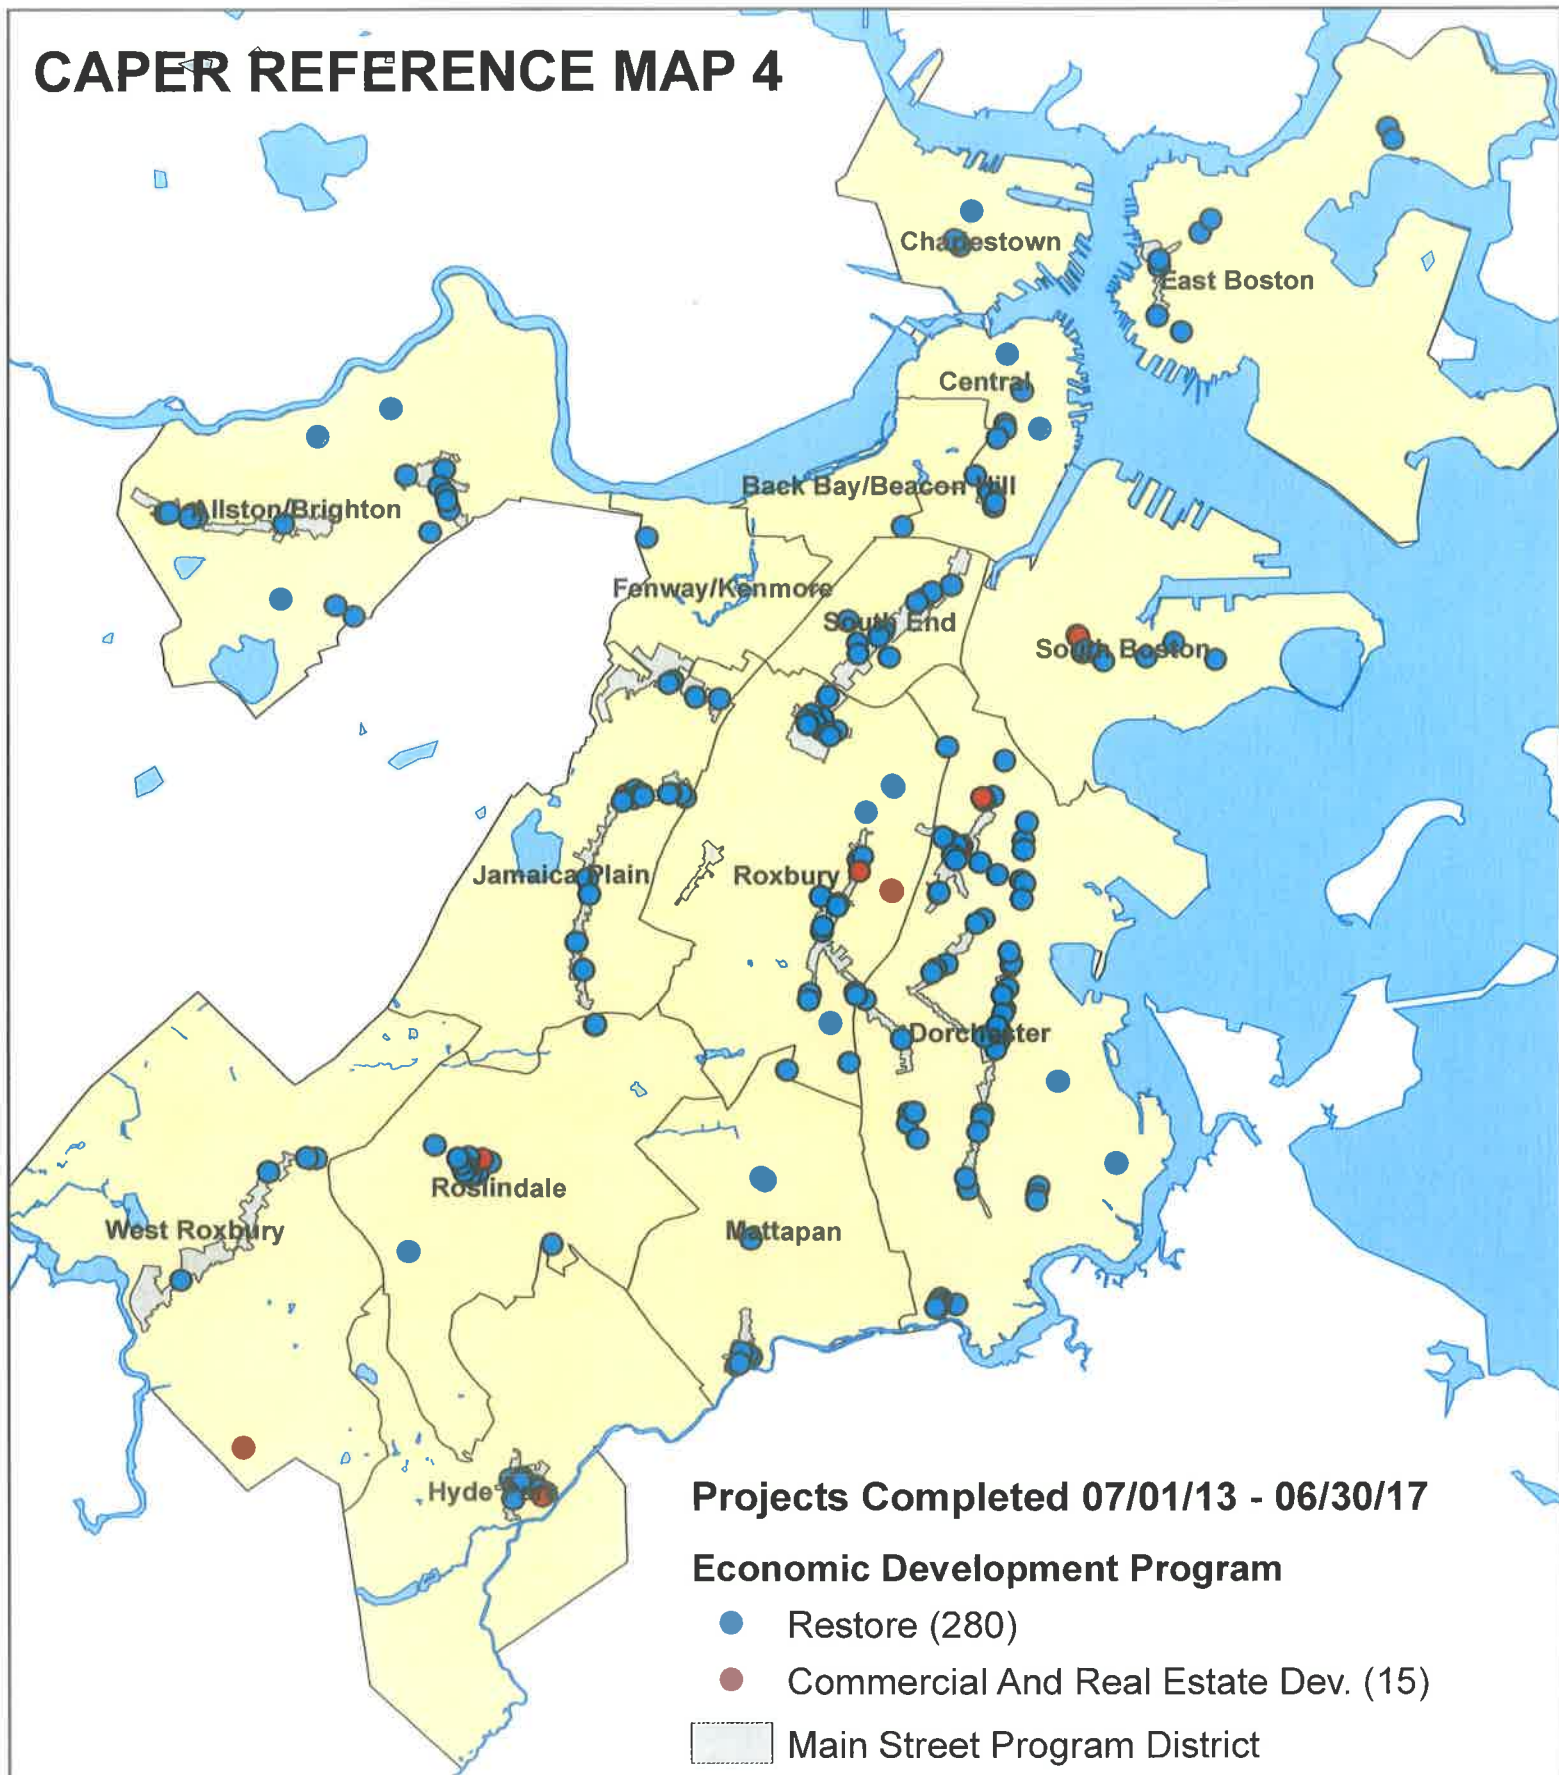 CAPER REFERENCE MAP 4
Charlestown
East Boston
Central
Back Bay/Beacon Hill
Allston/Brighton
Fenway/Kenmore
South End
South Boston
Jamaica Plain
Roxbury
Dorchester
Roslindale
West Roxbury
Mattapan
Hyde Park
Projects Completed 07/01/13 - 06/30/17
Economic Development Program
Restore (280)
Commercial And Real Estate Dev. (15)
Main Street Program District